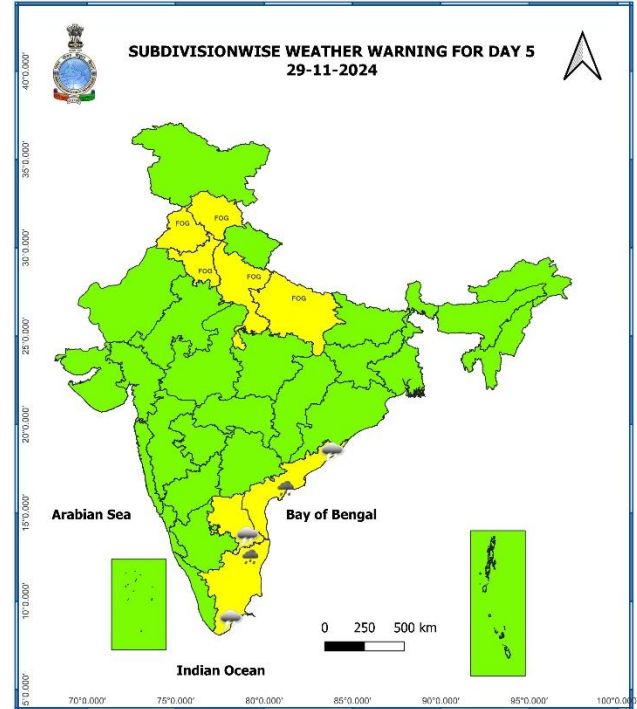 SUBDIVISIONWISE WEATHER WARNING FOR DAY 5
29-11-2024
40°0.000'
35°0.000'
FOG
FOG
30°0.000'
FOG
FOG
FOG
25°0.000'
20°0.000'
Arabian Sea
Bay of Bengal
15°0.000'
10°0.000'
0 250 500 km
Indian Ocean
5°0.000'
70°0.000' 75°0.000' 80°0.000' 85°0.000' 90°0.000' 95°0.000' 100°0.000'